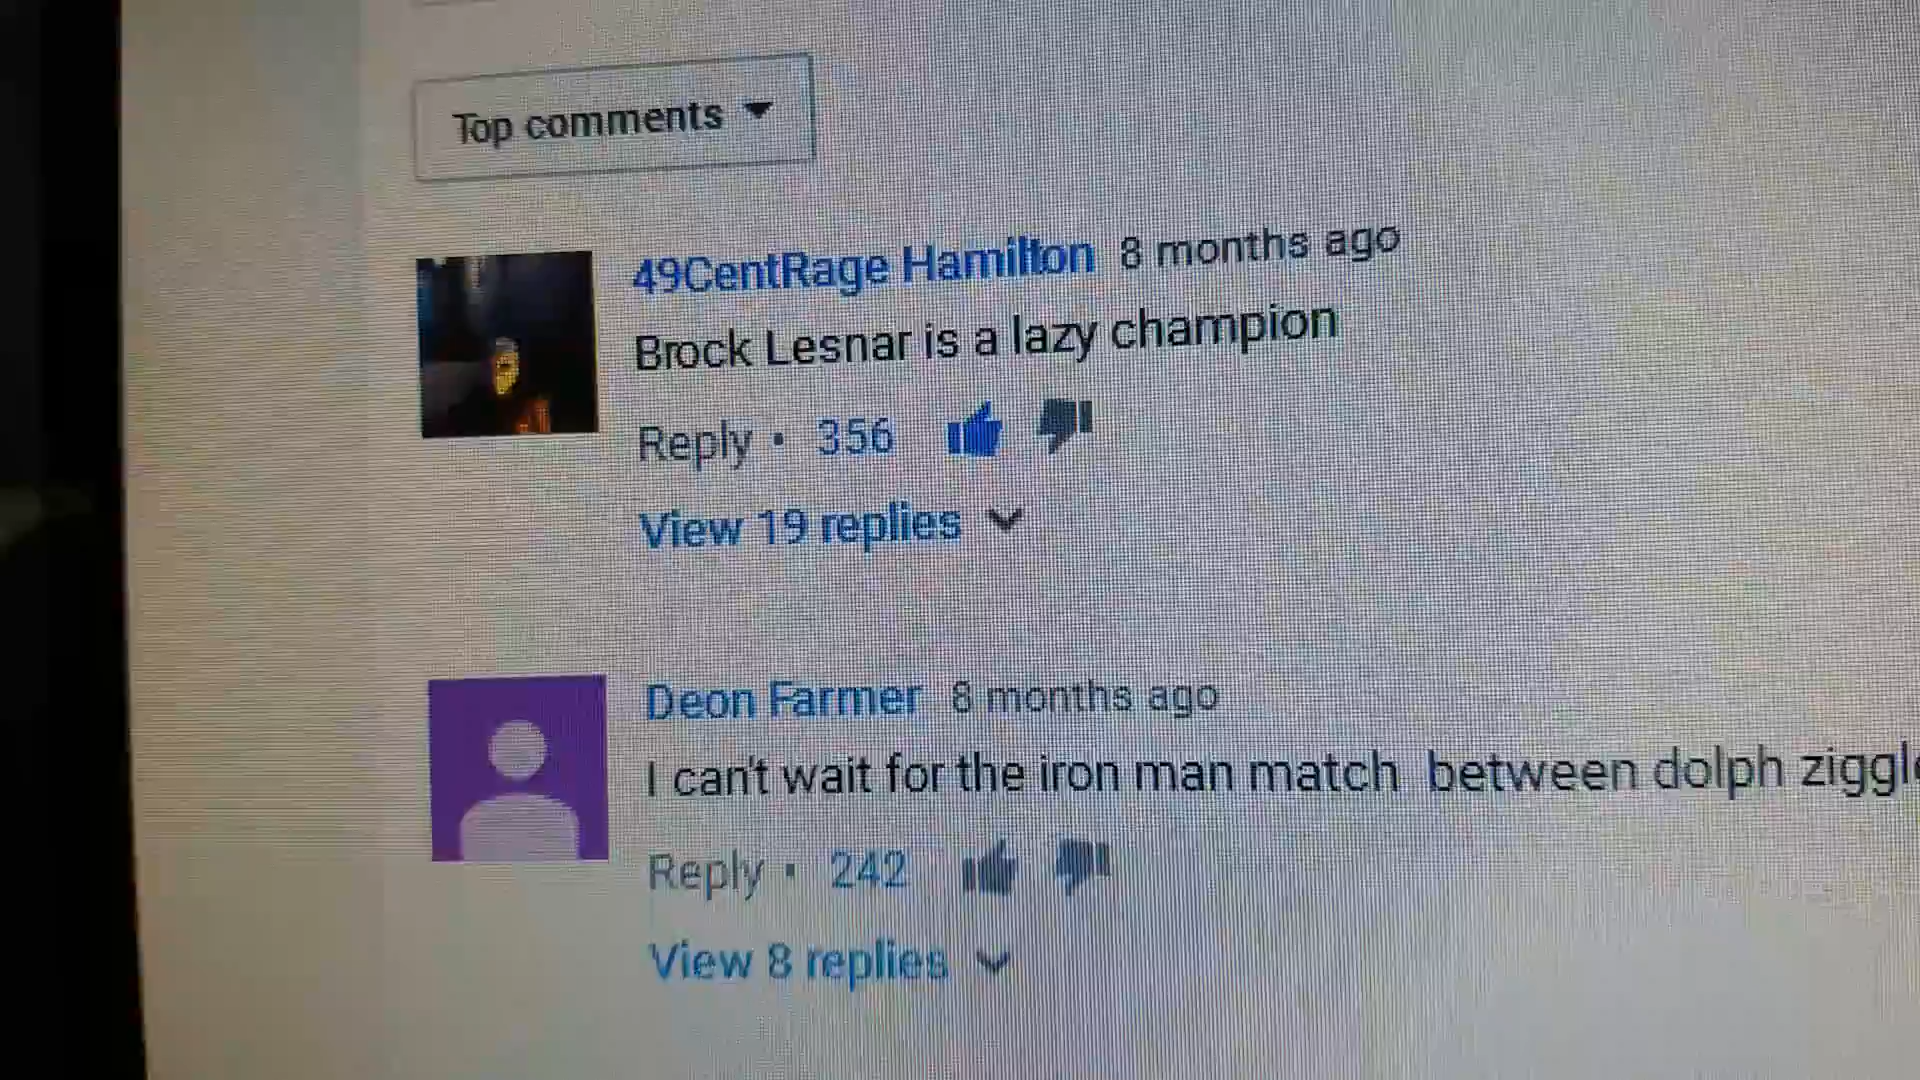 Top comments
49CentRage Hamilton 8 months ago
Brock Lesnar is a lazy champion
Reply • 356
View 19 replies
Deon Farmer 8 months ago
I can't wait for the iron man match between dolph ziggl
Reply • 242
View 8 replies